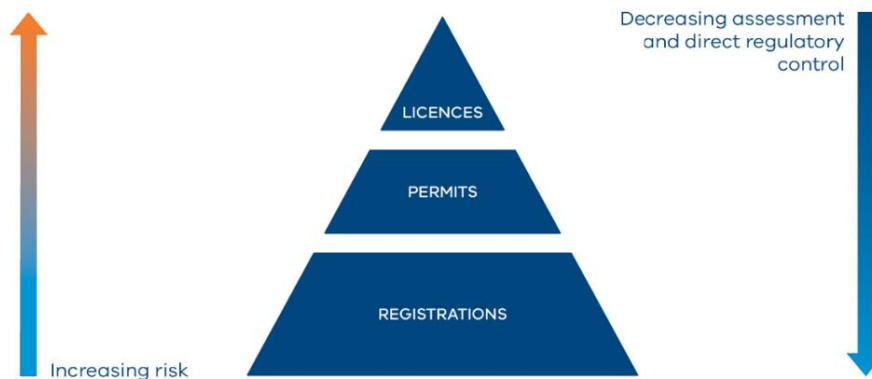 Decreasing assessment
and direct regulatory
control
LICENCES
PERMITS
REGISTRATIONS
Increasing risk